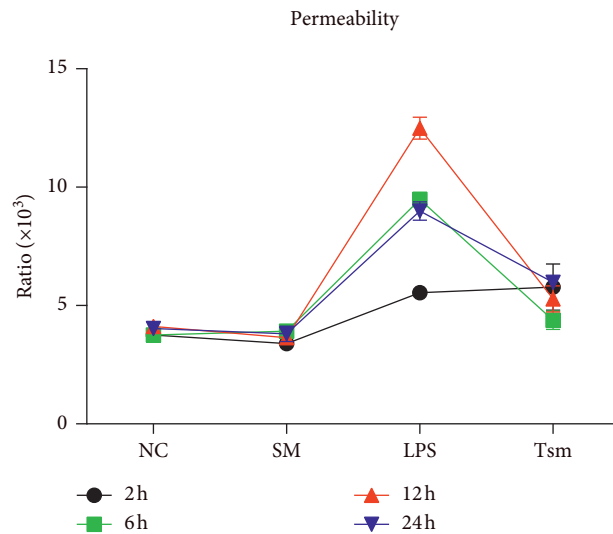 Permeability
15
10
5
0
Ratio (×10³)
NC SM LPS Tsm
2 h 12 h
6 h 24 h